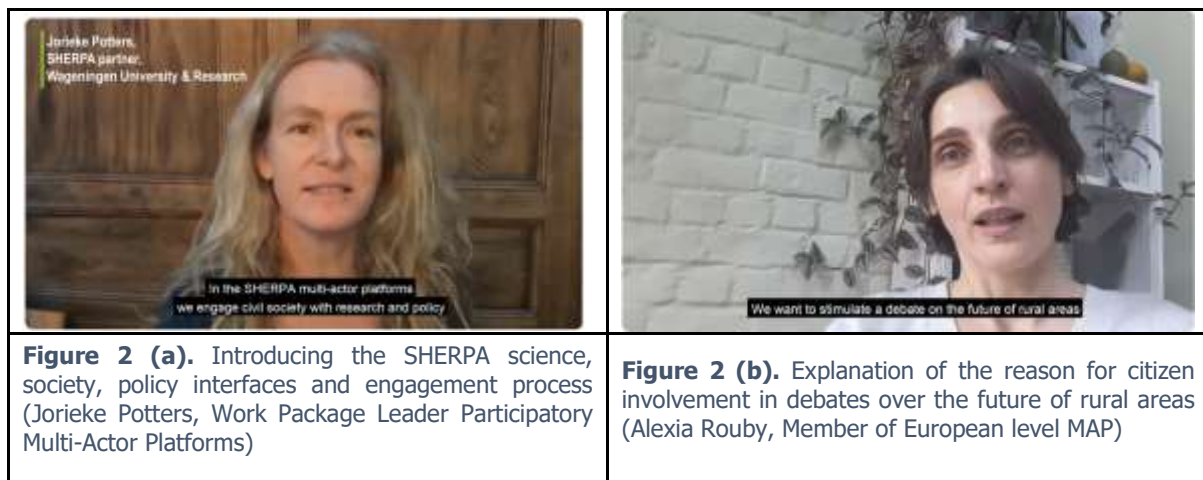 Jorieke Potters,
SHERPA partner,
Wageningen University & Research
In the SHERPA multi-actor platforms
we engage civil society with research and policy
We want to stimulate a debate on the future of rural areas
Figure 2 (a). Introducing the SHERPA science,
society, policy interfaces and engagement process
(Jorieke Potters, Work Package Leader Participatory
Multi-Actor Platforms)
Figure 2 (b). Explanation of the reason for citizen
involvement in debates over the future of rural areas
(Alexia Rouby, Member of European level MAP)